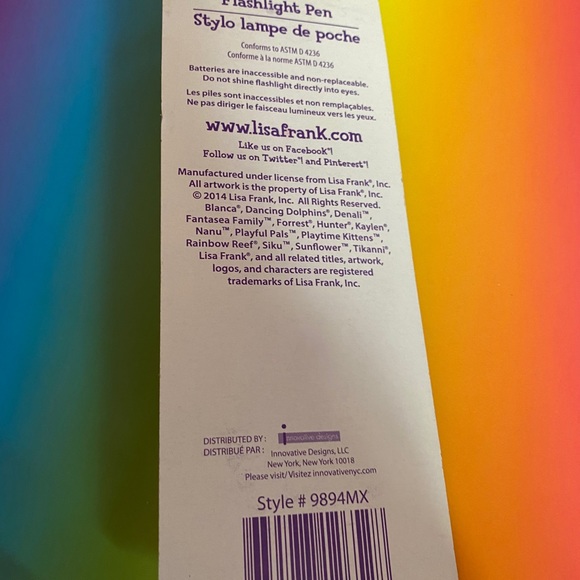 Flashlight Pen
Stylo lampe de poche
Conforms to ASTM D 4236
Conforme à la norme ASTM D 4236
Batteries are inaccessible and non-replaceable.
Do not shine flashlight directly into eyes.
Les piles sont inaccessibles et non remplaçables.
Ne pas diriger le faisceau lumineux vers les yeux.
www.lisafrank.com
Like us on Facebook®!
Follow us on Twitter®! and Pinterest®!
Manufactured under license from Lisa Frank®, Inc.
All artwork is the property of Lisa Frank®, Inc.
© 2014 Lisa Frank, Inc. All Rights Reserved.
Blanca®, Dancing Dolphins®, Denali™,
Fantasea Family™, Forrest®, Hunter®, Kaylen®,
Nanu™, Playful Pals™, Playtime Kittens™,
Rainbow Reef®, Siku™, Sunflower™, Tikanni®,
Lisa Frank®, and all related titles, artwork,
logos, and characters are registered
trademarks of Lisa Frank, Inc.
DISTRIBUTED BY: innovative designs
DISTRIBUÉ PAR: Innovative Designs, LLC
New York, New York 10018
Please visit/ Visitez innovativenyc.com
Style # 9894MX